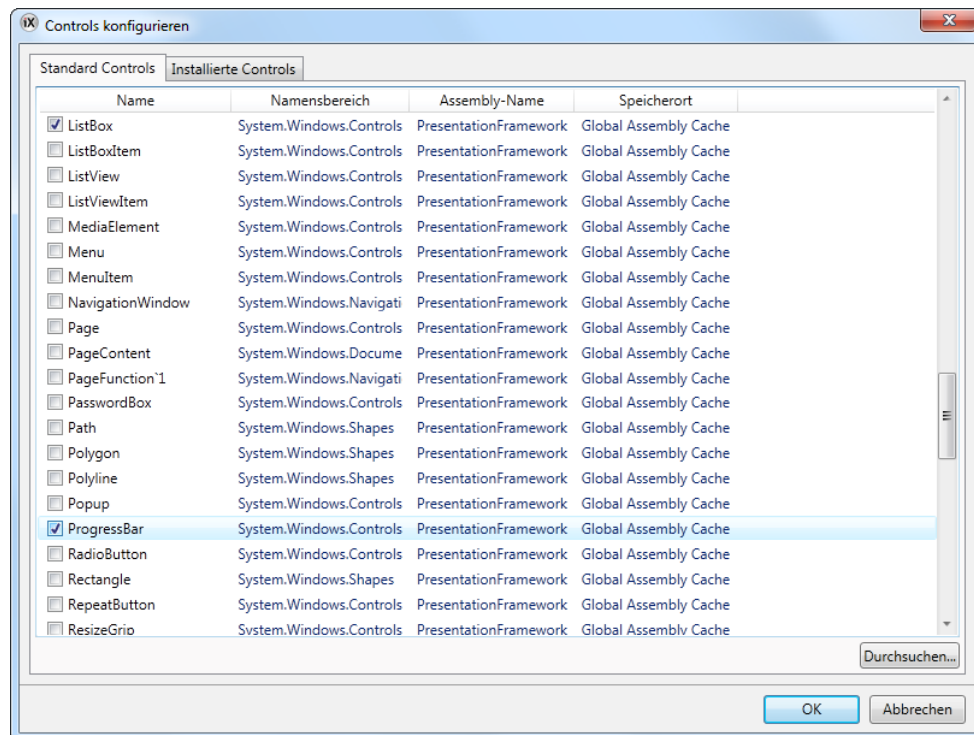 iX Controls konfigurieren
Standard Controls Installierte Controls
Name Namensbereich Assembly-Name Speicherort
ListBox System.Windows.Controls PresentationFramework Global Assembly Cache
ListBoxItem System.Windows.Controls PresentationFramework Global Assembly Cache
ListView System.Windows.Controls PresentationFramework Global Assembly Cache
ListViewItem System.Windows.Controls PresentationFramework Global Assembly Cache
MediaElement System.Windows.Controls PresentationFramework Global Assembly Cache
Menu System.Windows.Controls PresentationFramework Global Assembly Cache
MenuItem System.Windows.Controls PresentationFramework Global Assembly Cache
NavigationWindow System.Windows.Navigati PresentationFramework Global Assembly Cache
Page System.Windows.Controls PresentationFramework Global Assembly Cache
PageContent System.Windows.Docume PresentationFramework Global Assembly Cache
PageFunction`1 System.Windows.Navigati PresentationFramework Global Assembly Cache
PasswordBox System.Windows.Controls PresentationFramework Global Assembly Cache
Path System.Windows.Shapes PresentationFramework Global Assembly Cache
Polygon System.Windows.Shapes PresentationFramework Global Assembly Cache
Polyline System.Windows.Shapes PresentationFramework Global Assembly Cache
Popup System.Windows.Controls PresentationFramework Global Assembly Cache
ProgressBar System.Windows.Controls PresentationFramework Global Assembly Cache
RadioButton System.Windows.Controls PresentationFramework Global Assembly Cache
Rectangle System.Windows.Shapes PresentationFramework Global Assembly Cache
RepeatButton System.Windows.Controls PresentationFramework Global Assembly Cache
ResizeGrip System.Windows.Controls PresentationFramework Global Assembly Cache
Durchsuchen...
OK Abbrechen